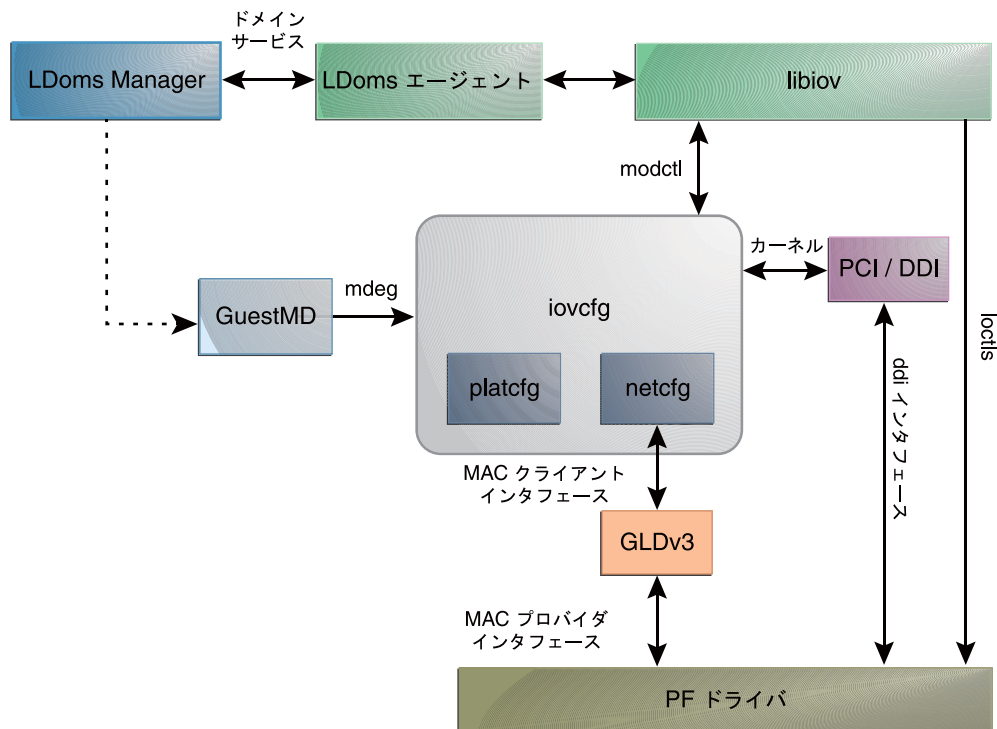 ドメイン
サービス
LDoms Manager
LDoms エージェント
libiov
modctl
カーネル
PCI / DDI
mdeg
GuestMD
iovcfg
Ioctls
platcfg
netcfg
ddi インタフェース
MAC クライアント
インタフェース
GLDv3
MAC プロバイダ
インタフェース
PF ドライバ